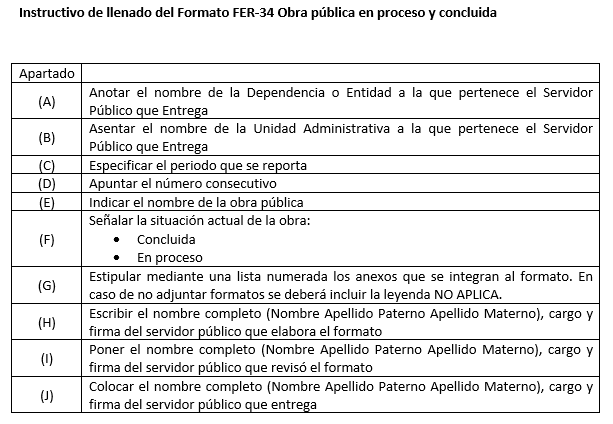 Instructivo de llenado del Formato FER-34 Obra pública en proceso y concluida
Apartado
(A)
Anotar el nombre de la Dependencia o Entidad a la que pertenece el Servidor
Público que Entrega
(B)
Asentar el nombre de la Unidad Administrativa a la que pertenece el Servidor
Público que Entrega
(C)
Especificar el periodo que se reporta
(D)
Apuntar el número consecutivo
(E)
Indicar el nombre de la obra pública
(F)
Señalar la situación actual de la obra:
• Concluida
• En proceso
(G)
Estipular mediante una lista numerada los anexos que se integran al formato. En
caso de no adjuntar formatos se deberá incluir la leyenda NO APLICA.
(H)
Escribir el nombre completo (Nombre Apellido Paterno Apellido Materno), cargo y
firma del servidor público que elabora el formato
(I)
Poner el nombre completo (Nombre Apellido Paterno Apellido Materno), cargo y
firma del servidor público que revisó el formato
(J)
Colocar el nombre completo (Nombre Apellido Paterno Apellido Materno), cargo y
firma del servidor público que entrega